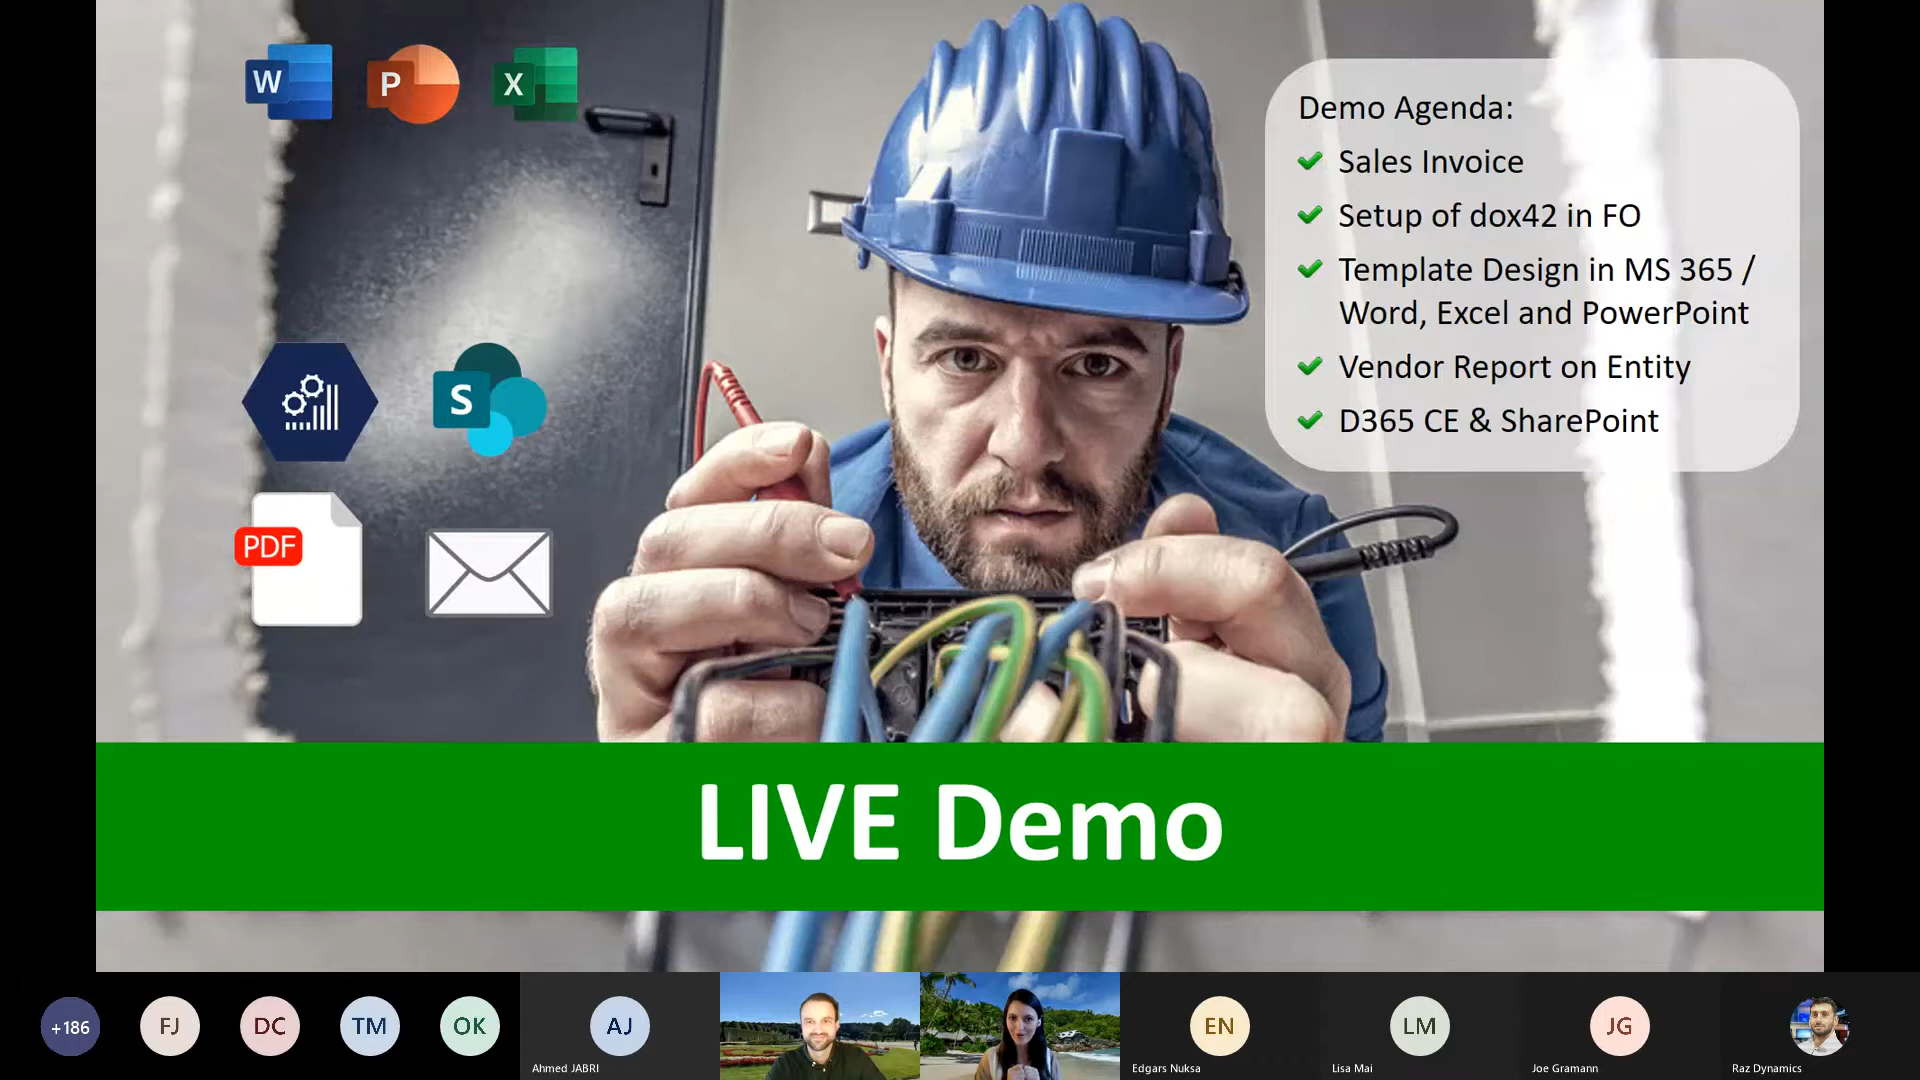 W
P
X
Demo Agenda:
Sales Invoice
Setup of dox42 in FO
Template Design in MS 365 /
Word, Excel and PowerPoint
Vendor Report on Entity
D365 CE & SharePoint
S
PDF
LIVE Demo
+186
FJ
DC
TM
OK
AJ
Ahmed JABRI
EN
Edgars Nuksa
LM
Lisa Mai
JG
Joe Gramann
Raz Dynamics